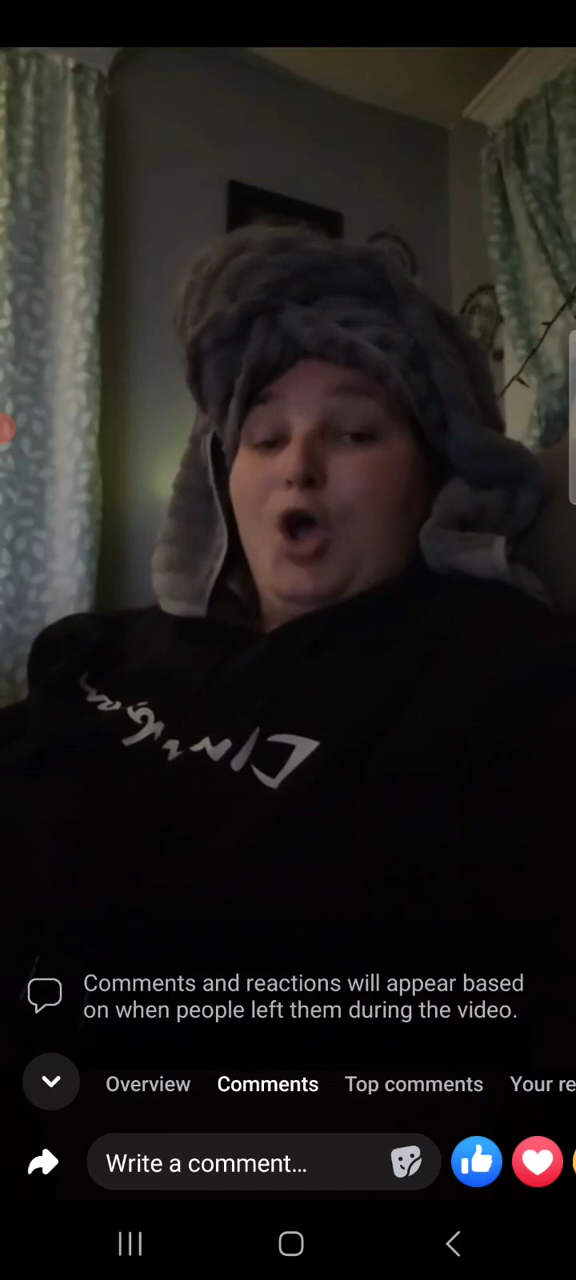 Comments and reactions will appear based
on when people left them during the video.
Overview Comments Top comments Your re
Write a comment...